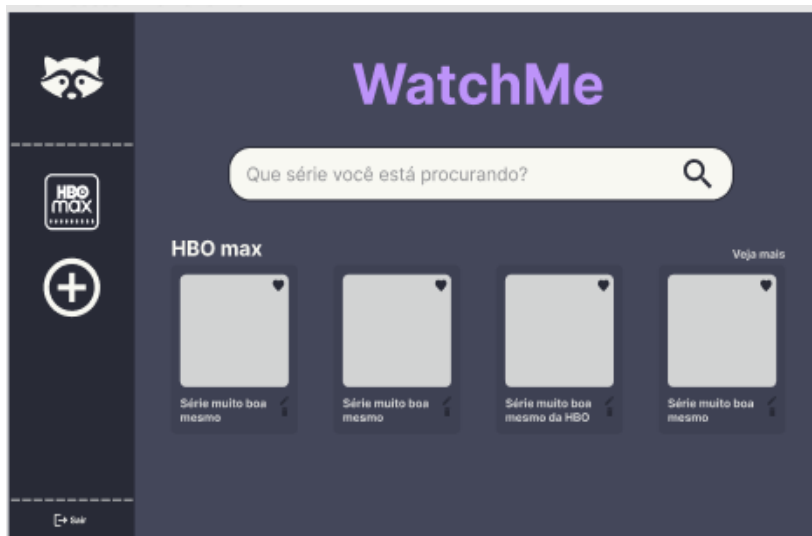 WatchMe
Que série você está procurando?
HBO
max
HBO max
Veja mais
Série muito boa
mesmo
Série muito boa
mesmo
Série muito boa
mesmo da HBO
Série muito boa
mesmo
Sair